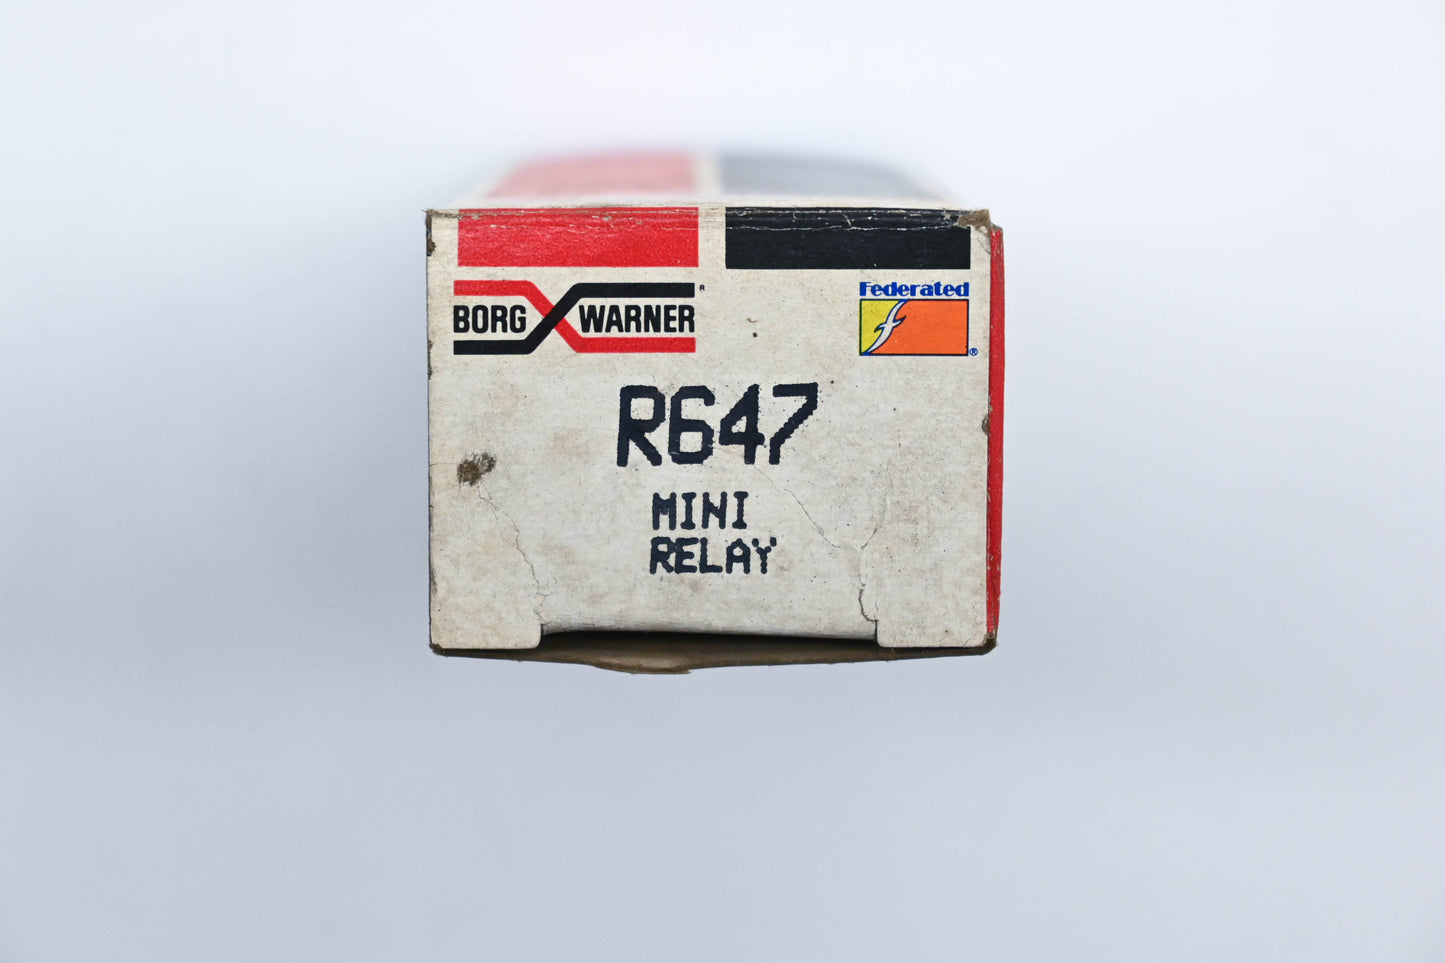 BORG WARNER®
Federated
f
®
R647
MINI
RELAY